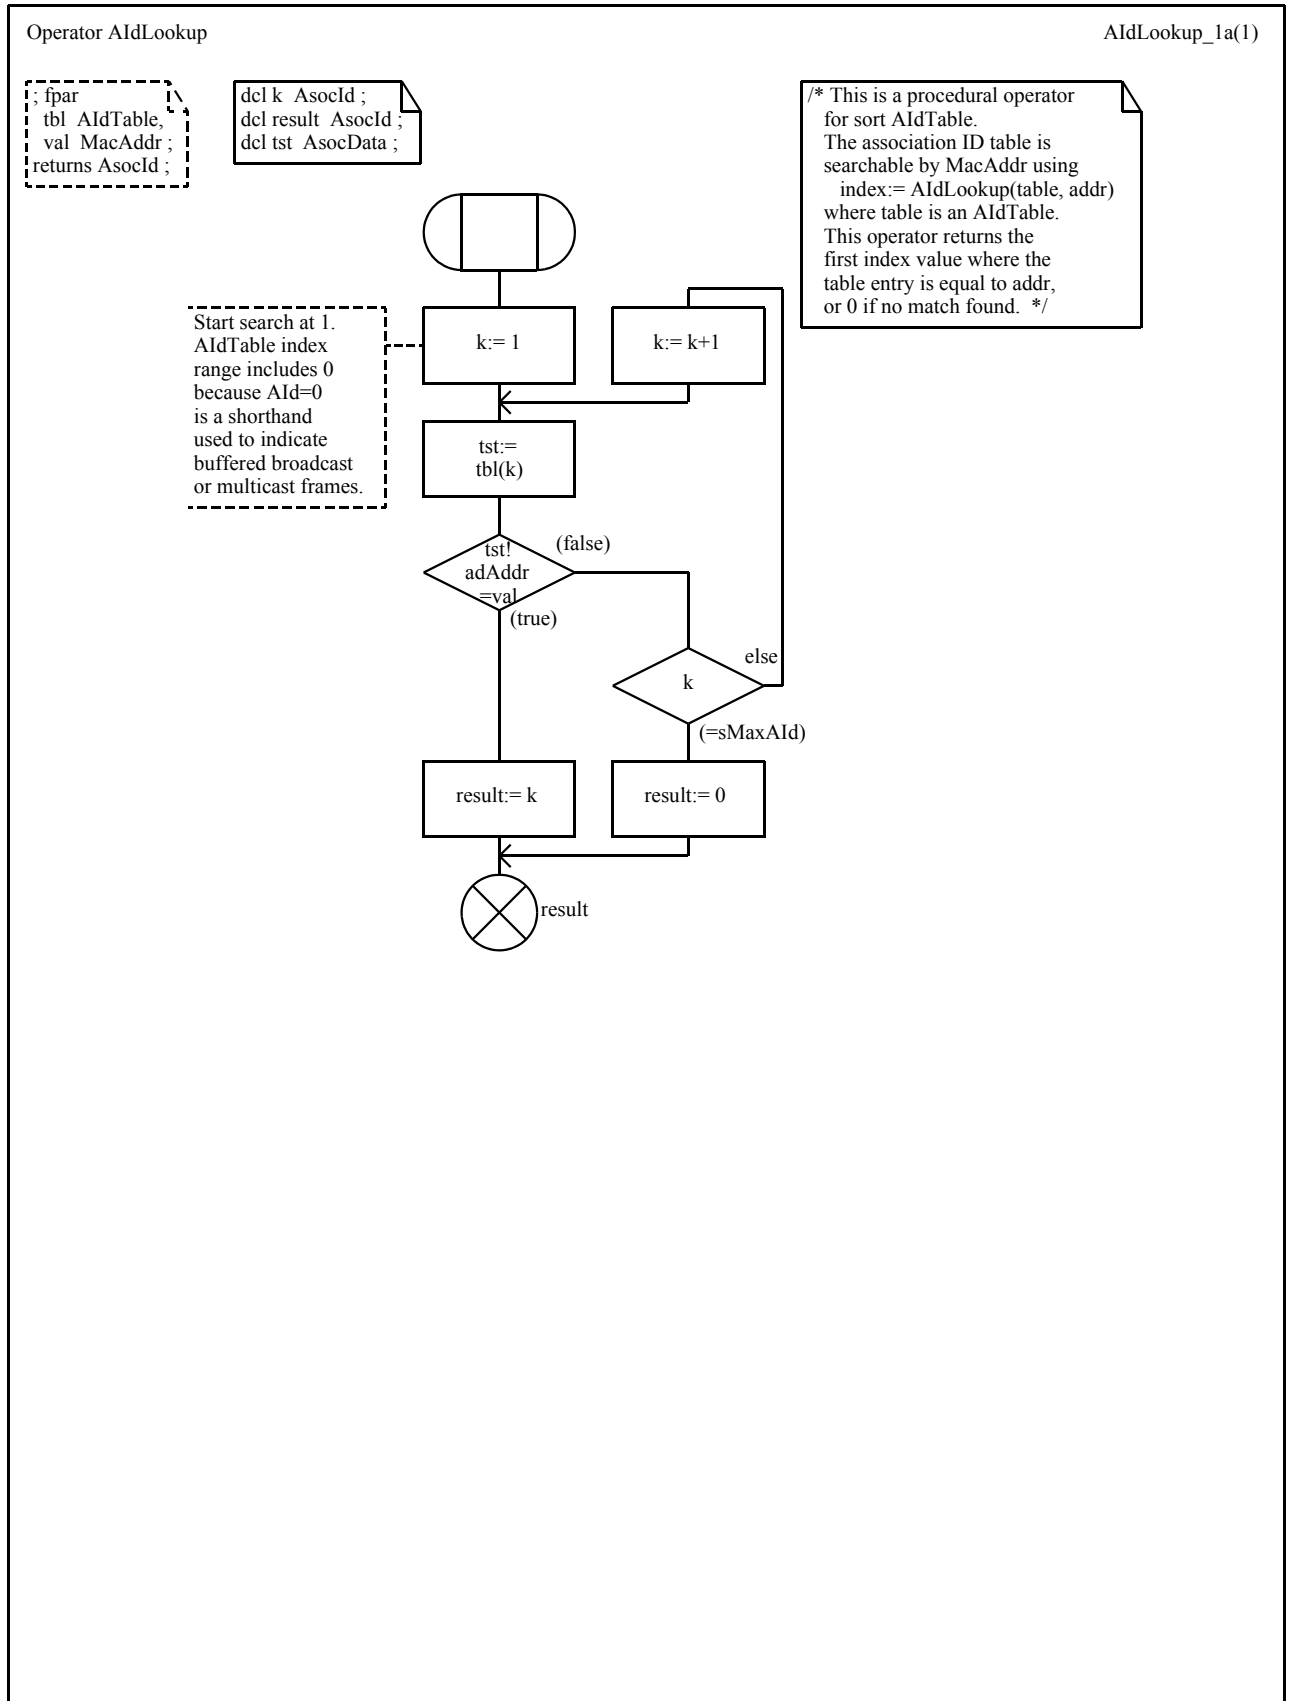 Operator AIdLookup
AIdLookup_1a(1)
; fpar
tbl AIdTable,
val MacAddr ;
returns AsocId ;
dcl k AsocId ;
dcl result AsocId ;
dcl tst AsocData ;
/* This is a procedural operator
for sort AIdTable.
The association ID table is
searchable by MacAddr using
index:= AIdLookup(table, addr)
where table is an AIdTable.
This operator returns the
first index value where the
table entry is equal to addr,
or 0 if no match found. */
Start search at 1.
AIdTable index
range includes 0
because AId=0
is a shorthand
used to indicate
buffered broadcast
or multicast frames.
k:= 1
k:= k+1
tst:=
tbl(k)
tst!
adAddr
=val
(false)
(true)
else
k
(=sMaxAId)
result:= k
result:= 0
result